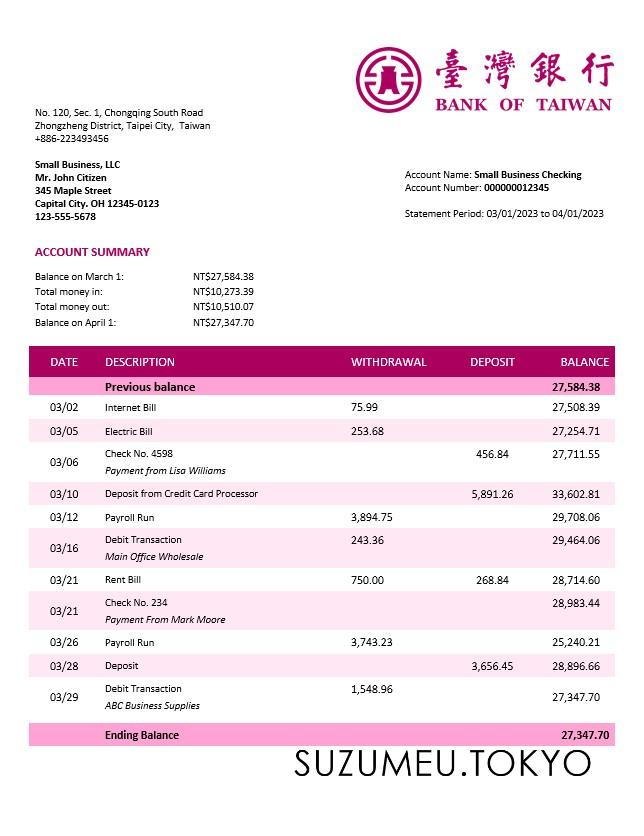 臺灣銀行
BANK OF TAIWAN
No. 120, Sec. 1, Chongqing South Road
Zhongzheng District, Taipei City, Taiwan
+886-223493456
Small Business, LLC
Mr. John Citizen
345 Maple Street
Capital City. OH 12345-0123
123-555-5678
Account Name: Small Business Checking
Account Number: 000000012345
Statement Period: 03/01/2023 to 04/01/2023
ACCOUNT SUMMARY
Balance on March 1: NT$27,584.38
Total money in: NT$10,273.39
Total money out: NT$10,510.07
Balance on April 1: NT$27,347.70
DATE DESCRIPTION WITHDRAWAL DEPOSIT BALANCE
Previous balance 27,584.38
03/02 Internet Bill 75.99 27,508.39
03/05 Electric Bill 253.68 27,254.71
03/06 Check No. 4598 456.84 27,711.55
Payment from Lisa Williams
03/10 Deposit from Credit Card Processor 5,891.26 33,602.81
03/12 Payroll Run 3,894.75 29,708.06
03/16 Debit Transaction 243.36 29,464.06
Main Office Wholesale
03/21 Rent Bill 750.00 268.84 28,714.60
03/21 Check No. 234 28,983.44
Payment From Mark Moore
03/26 Payroll Run 3,743.23 25,240.21
03/28 Deposit 3,656.45 28,896.66
03/29 Debit Transaction 1,548.96 27,347.70
ABC Business Supplies
Ending Balance 27,347.70
SUZUMEU.TOKYO